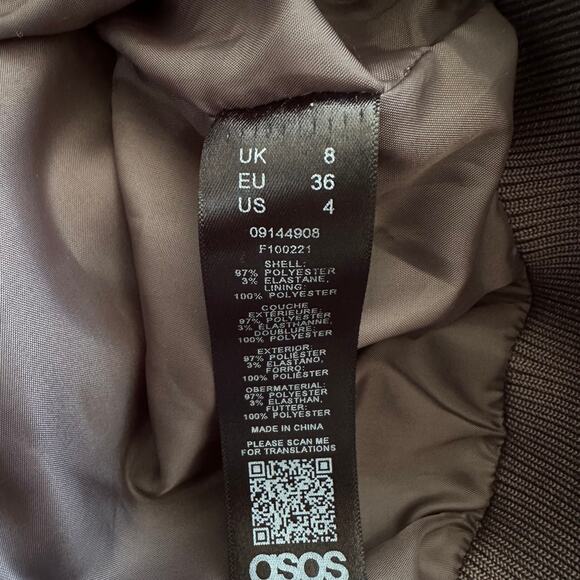 UK 8
EU 36
US 4
09144908
F100221
SHELL:
97% POLYESTER
3% ELASTANE,
LINING:
100% POLYESTER
COUCHE
EXTÉRIEURE:
97% POLYESTER
3% ÉLASTHANNE,
DOUBLURE:
100% POLYESTER
EXTERIOR:
97% POLIÉSTER
3% ELASTANO,
FORRO:
100% POLIÉSTER
OBERMATERIAL:
97% POLYESTER
3% ELASTHAN,
FUTTER:
100% POLYESTER
MADE IN CHINA
PLEASE SCAN ME
FOR TRANSLATIONS
asos